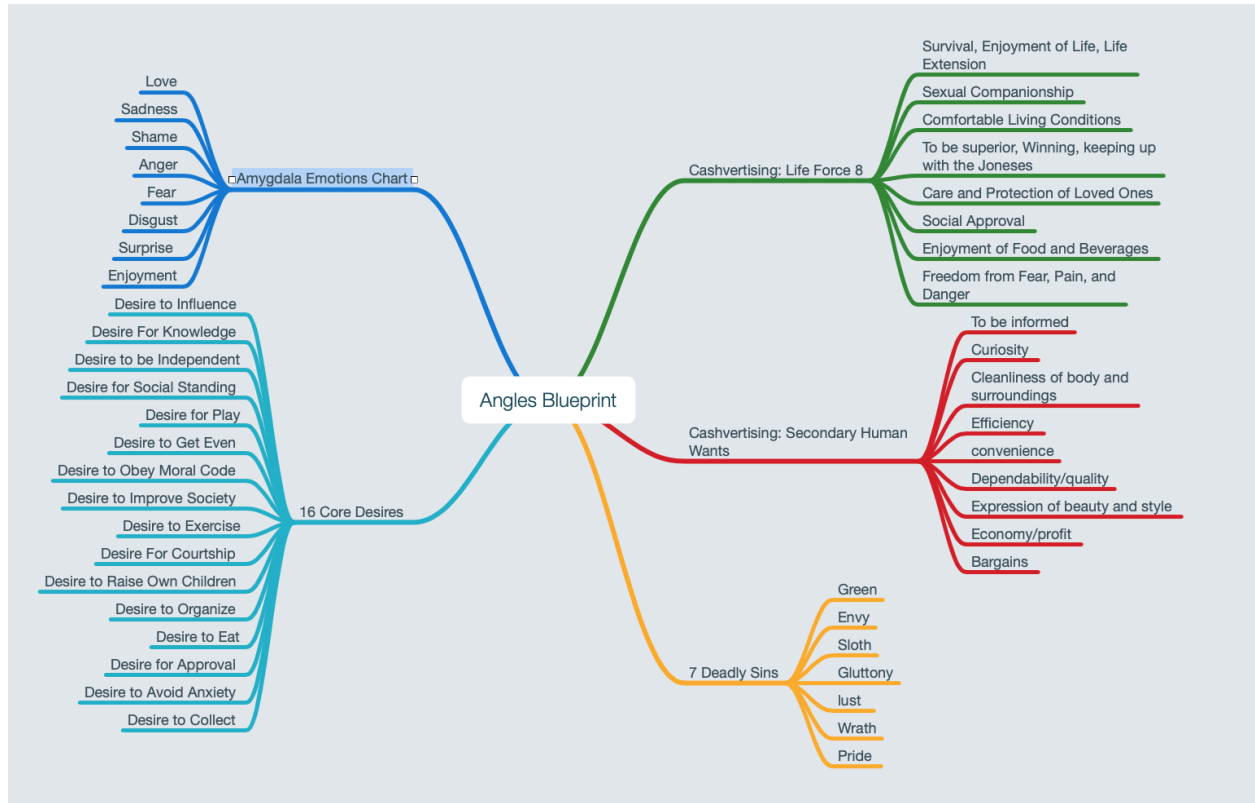 Angles Blueprint
Amygdala Emotions Chart
Love
Sadness
Shame
Anger
Fear
Disgust
Surprise
Enjoyment
16 Core Desires
Desire to Influence
Desire For Knowledge
Desire to be Independent
Desire for Social Standing
Desire for Play
Desire to Get Even
Desire to Obey Moral Code
Desire to Improve Society
Desire to Exercise
Desire For Courtship
Desire to Raise Own Children
Desire to Organize
Desire to Eat
Desire for Approval
Desire to Avoid Anxiety
Desire to Collect
Cashvertising: Life Force 8
Survival, Enjoyment of Life, Life
Extension
Sexual Companionship
Comfortable Living Conditions
To be superior, Winning, keeping up
with the Joneses
Care and Protection of Loved Ones
Social Approval
Enjoyment of Food and Beverages
Freedom from Fear, Pain, and
Danger
Cashvertising: Secondary Human
Wants
To be informed
Curiosity
Cleanliness of body and
surroundings
Efficiency
convenience
Dependability/quality
Expression of beauty and style
Economy/profit
Bargains
7 Deadly Sins
Green
Envy
Sloth
Gluttony
lust
Wrath
Pride